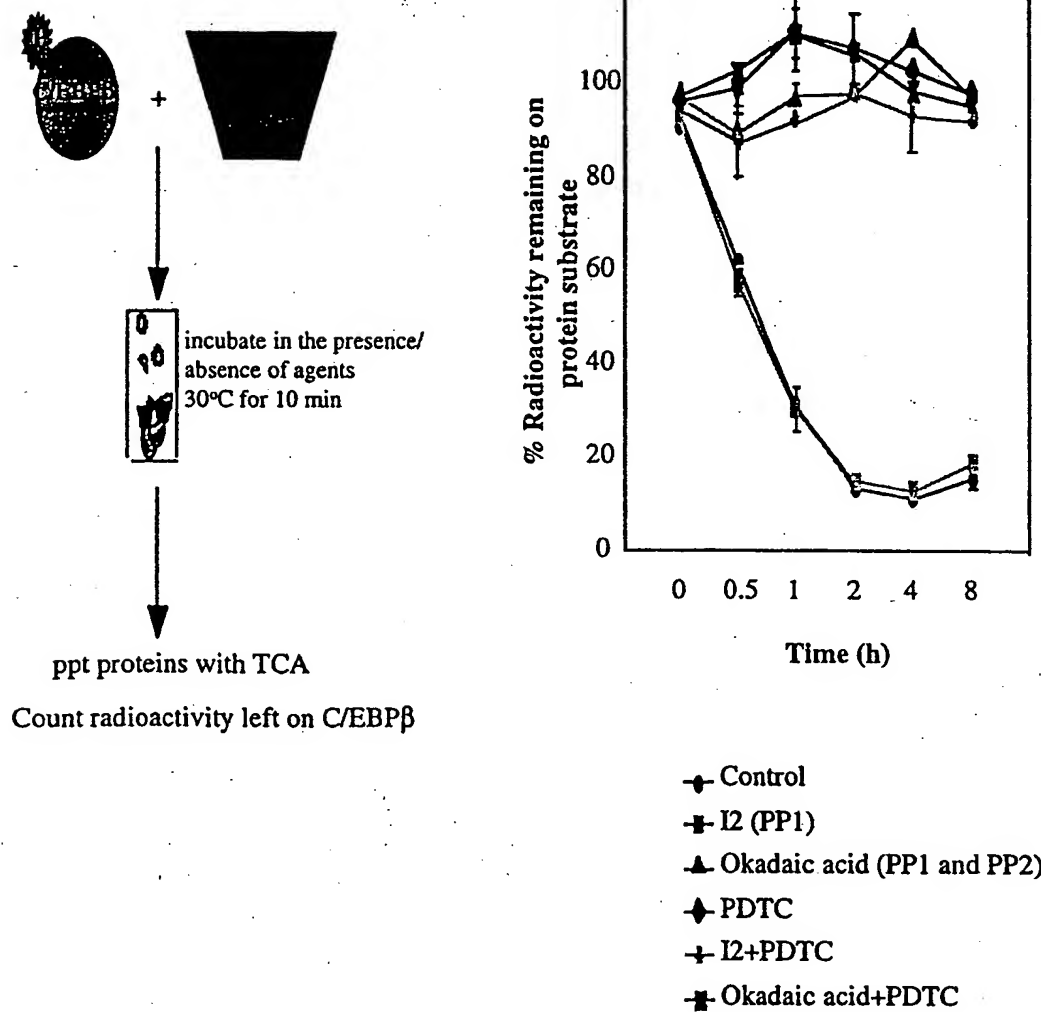 +
incubate in the presence/
absence of agents
30°C for 10 min
ppt proteins with TCA
Count radioactivity left on C/EBPβ
% Radioactivity remaining on
protein substrate
100
80
60
40
20
0
0 0.5 1 2 4 8
Time (h)
Control
I2 (PP1)
Okadaic acid (PP1 and PP2)
PDTC
I2+PDTC
Okadaic acid+PDTC